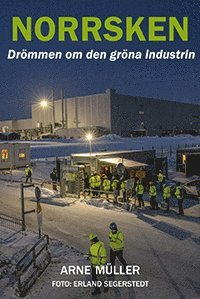 NORRSKEN
Drömmen om den gröna industrin
ARNE MÜLLER
FOTO: ERLAND SEGERSTEDT